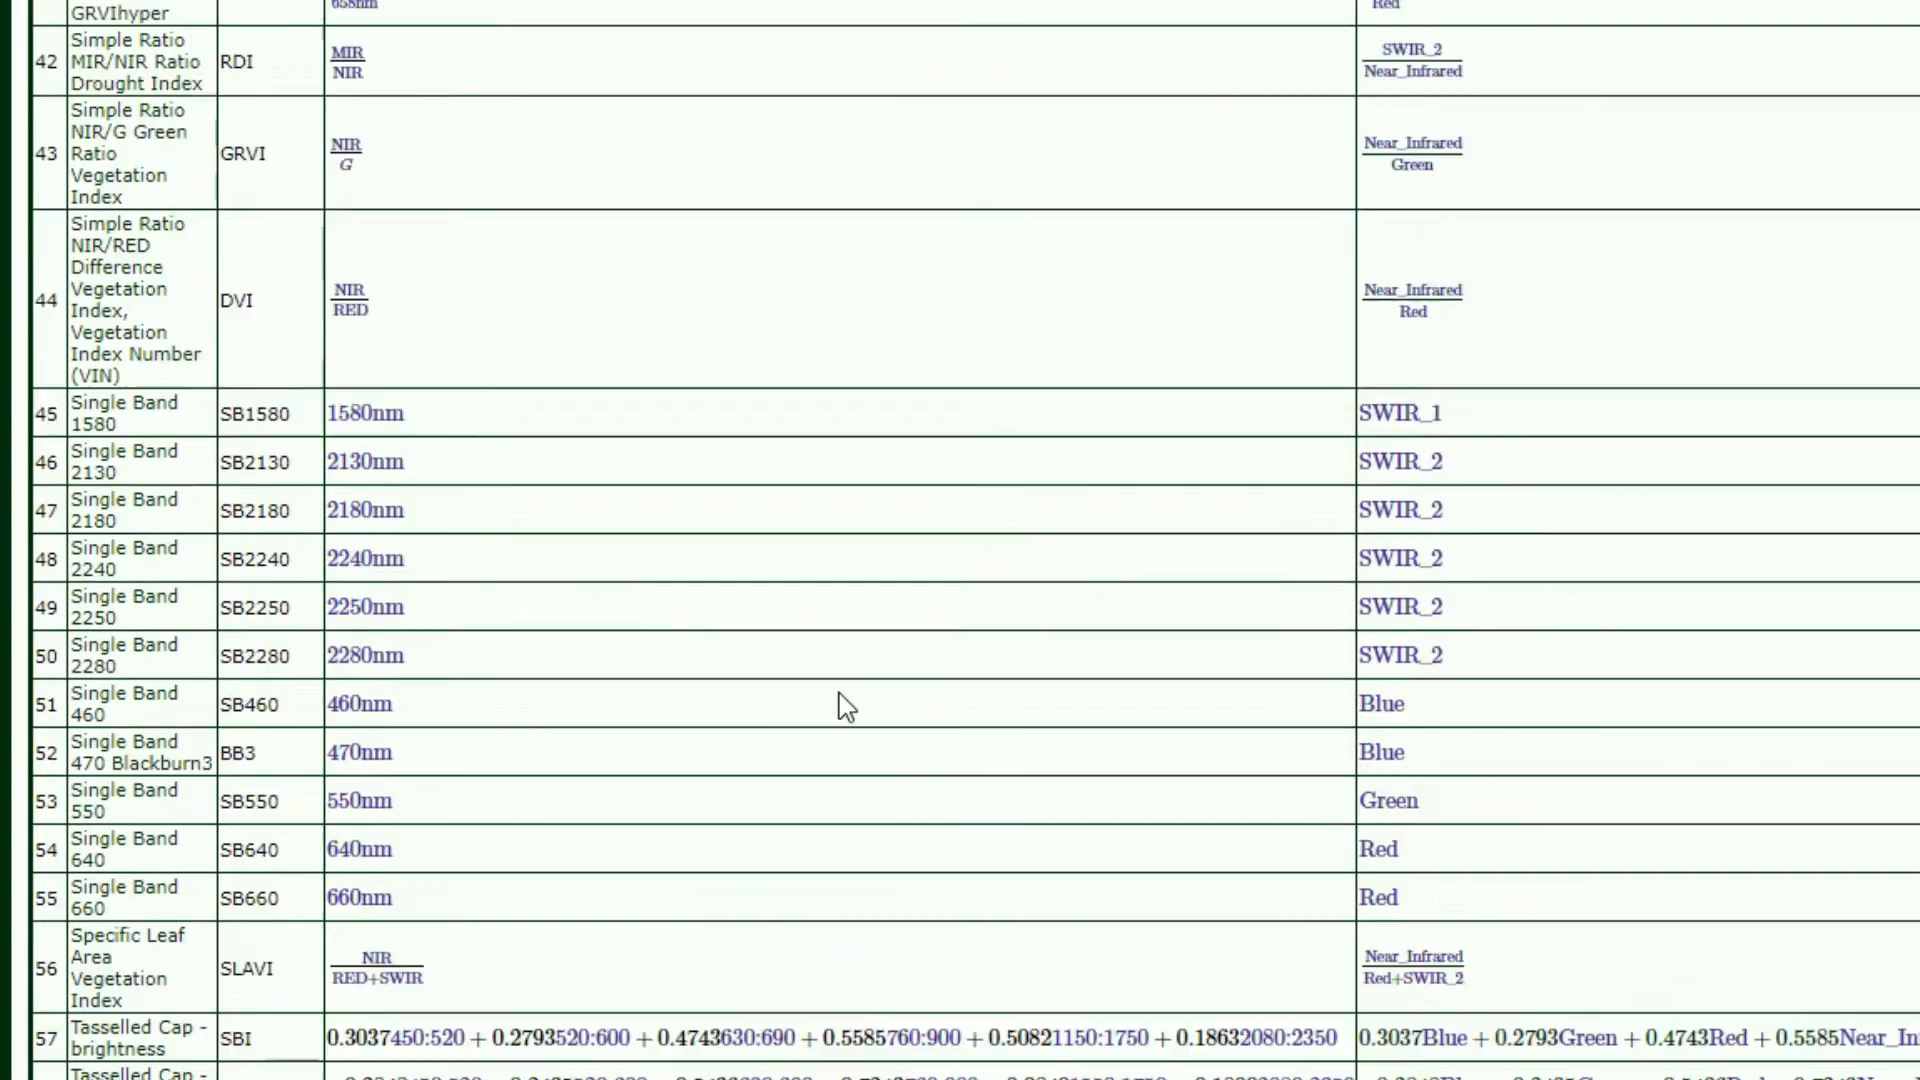 GRVIhyper
658nm
Red
42
Simple Ratio
MIR/NIR Ratio
Drought Index
RDI
MIR
NIR
SWIR_2
Near_Infrared
43
Simple Ratio
NIR/G Green
Ratio
Vegetation
Index
GRVI
NIR
G
Near_Infrared
Green
44
Simple Ratio
NIR/RED
Difference
Vegetation
Index,
Vegetation
Index Number
(VIN)
DVI
NIR
RED
Near_Infrared
Red
45
Single Band
1580
SB1580
1580nm
SWIR_1
46
Single Band
2130
SB2130
2130nm
SWIR_2
47
Single Band
2180
SB2180
2180nm
SWIR_2
48
Single Band
2240
SB2240
2240nm
SWIR_2
49
Single Band
2250
SB2250
2250nm
SWIR_2
50
Single Band
2280
SB2280
2280nm
SWIR_2
51
Single Band
460
SB460
460nm
Blue
52
Single Band
470 Blackburn3
BB3
470nm
Blue
53
Single Band
550
SB550
550nm
Green
54
Single Band
640
SB640
640nm
Red
55
Single Band
660
SB660
660nm
Red
56
Specific Leaf
Area
Vegetation
Index
SLAVI
NIR
RED+SWIR
Near_Infrared
Red+SWIR_2
57
Tasselled Cap -
brightness
SBI
0.3037450:520 + 0.2793520:600 + 0.4743630:690 + 0.5585760:900 + 0.50821150:1750 + 0.18632080:2350
0.3037Blue + 0.2793Green + 0.4743Red + 0.5585Near_In
Tasselled Cap -